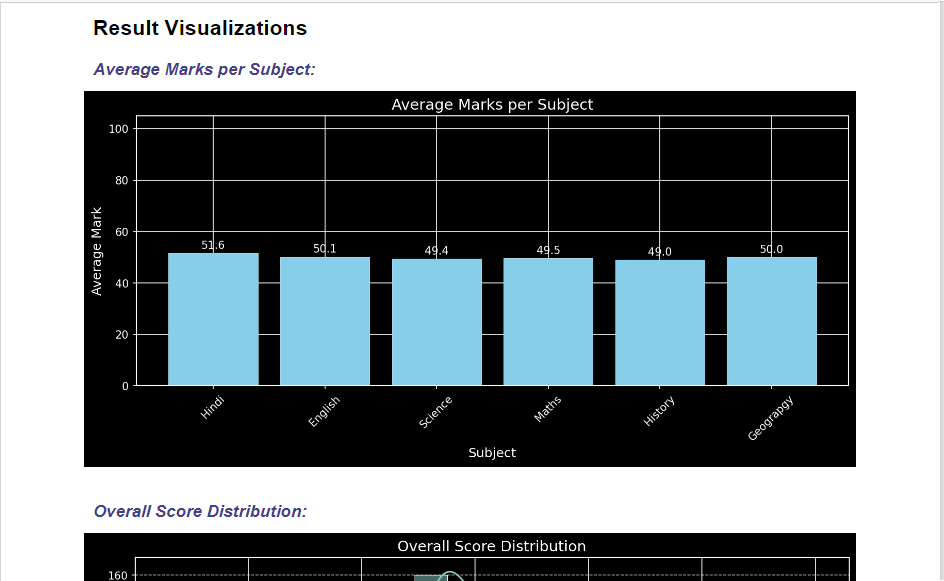 Result Visualizations
Average Marks per Subject:
Average Marks per Subject
100
80
60
40
20
0
Average Mark
51.6
50.1
49.4
49.5
49.0
50.0
Hindi
English
Science
Maths
History
Geograpgy
Subject
Overall Score Distribution:
Overall Score Distribution
160